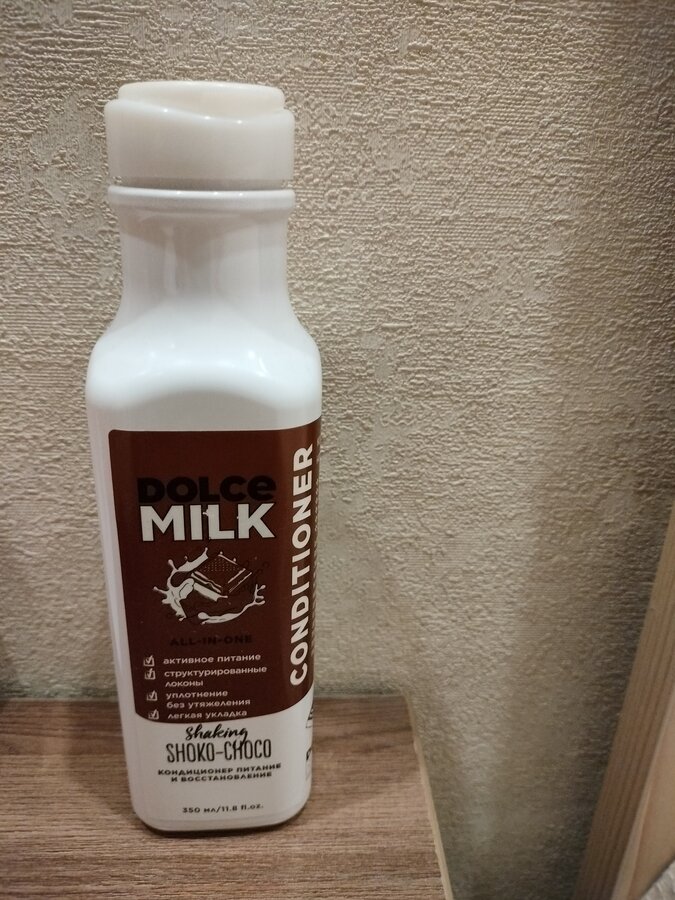 DOLCE
MILK
CONDITIONER
ALL-IN-ONE
активное питание
структурированные
локоны
уплотнение
без утяжеления
легкая укладка
Shaking
SHOKO-CHOCO
КОНДИЦИОНЕР ПИТАНИЕ
И ВОССТАНОВЛЕНИЕ
350 мл/11.8 fl.oz.